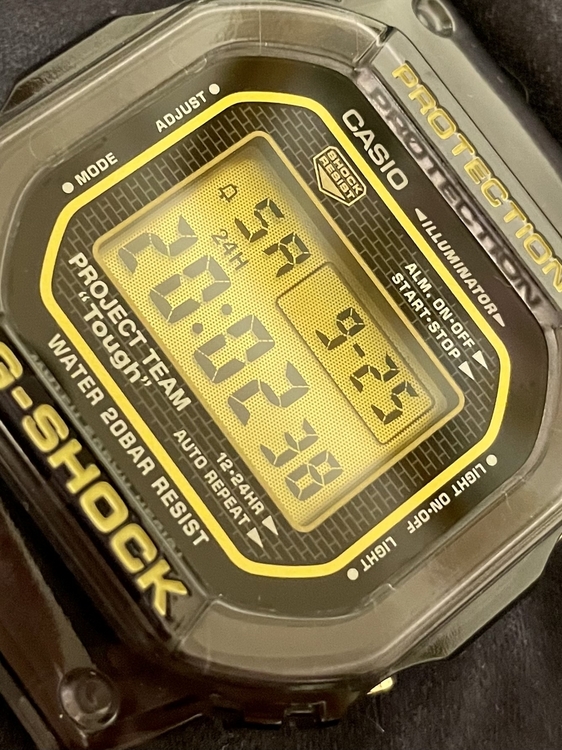 PROTECTION
CASIO
SHOCK
RESIST
ADJUST
MODE
◀ILLUMINATOR▶
ALM. ON·OFF ▶
START·STOP ▶
SA 9-25
24H
20:02 38
PROJECT TEAM
"Tough"
WATER 20BAR RESIST
12·24HR ▶
AUTO REPEAT ▶
LIGHT ON·OFF
LIGHT
G-SHOCK